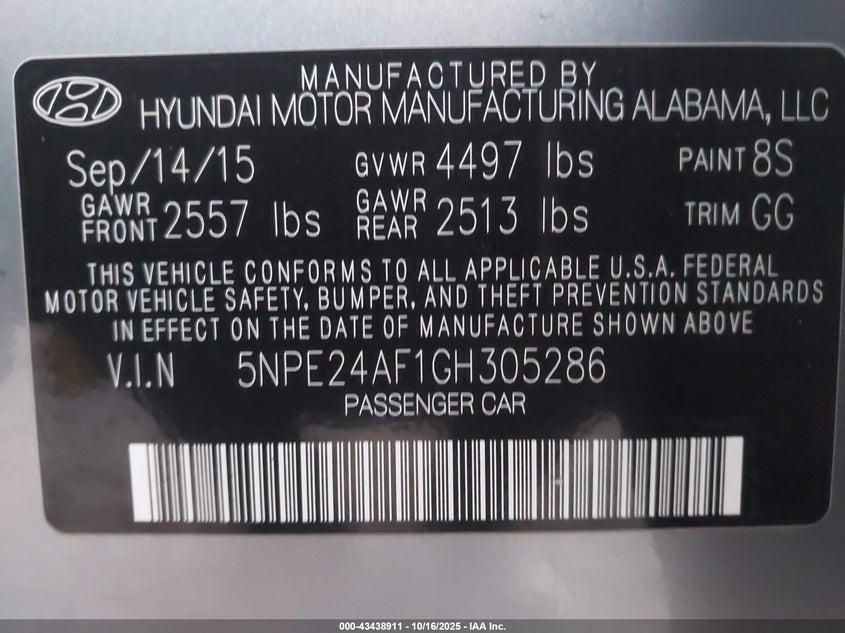 MANUFACTURED BY
HYUNDAI MOTOR MANUFACTURING ALABAMA, LLC
Sep/14/15 GVWR 4497 lbs PAINT 8S
GAWR FRONT 2557 lbs GAWR REAR 2513 lbs TRIM GG
THIS VEHICLE CONFORMS TO ALL APPLICABLE U.S.A. FEDERAL
MOTOR VEHICLE SAFETY, BUMPER, AND THEFT PREVENTION STANDARDS
IN EFFECT ON THE DATE OF MANUFACTURE SHOWN ABOVE
V.I.N 5NPE24AF1GH305286
PASSENGER CAR
000-43438911 - 10/16/2025 - IAA Inc.